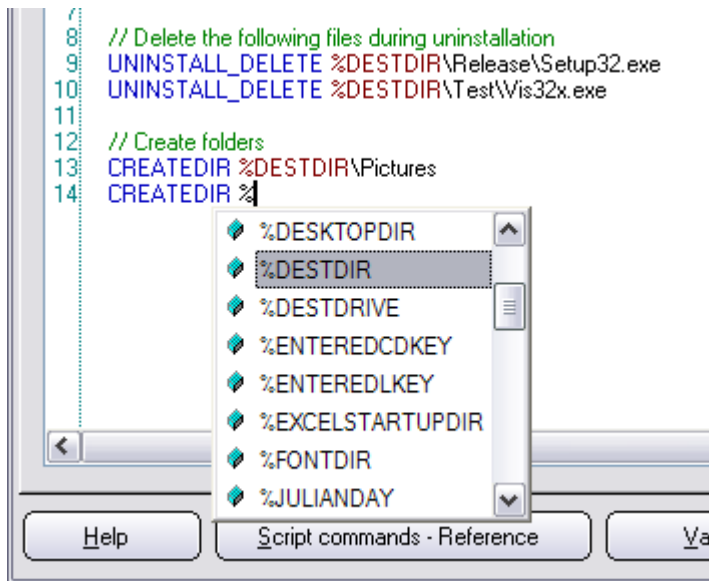 7
8 // Delete the following files during uninstallation
9 UNINSTALL_DELETE %DESTDIR\Release\Setup32.exe
10 UNINSTALL_DELETE %DESTDIR\Test\Vis32x.exe
11
12 // Create folders
13 CREATEDIR %DESTDIR\Pictures
14 CREATEDIR %
%DESKTOPDIR
%DESTDIR
%DESTDRIVE
%ENTEREDCDKEY
%ENTEREDLKEY
%EXCELSTARTUPDIR
%FONTDIR
%JULIANDAY
Help Script commands - Reference Va